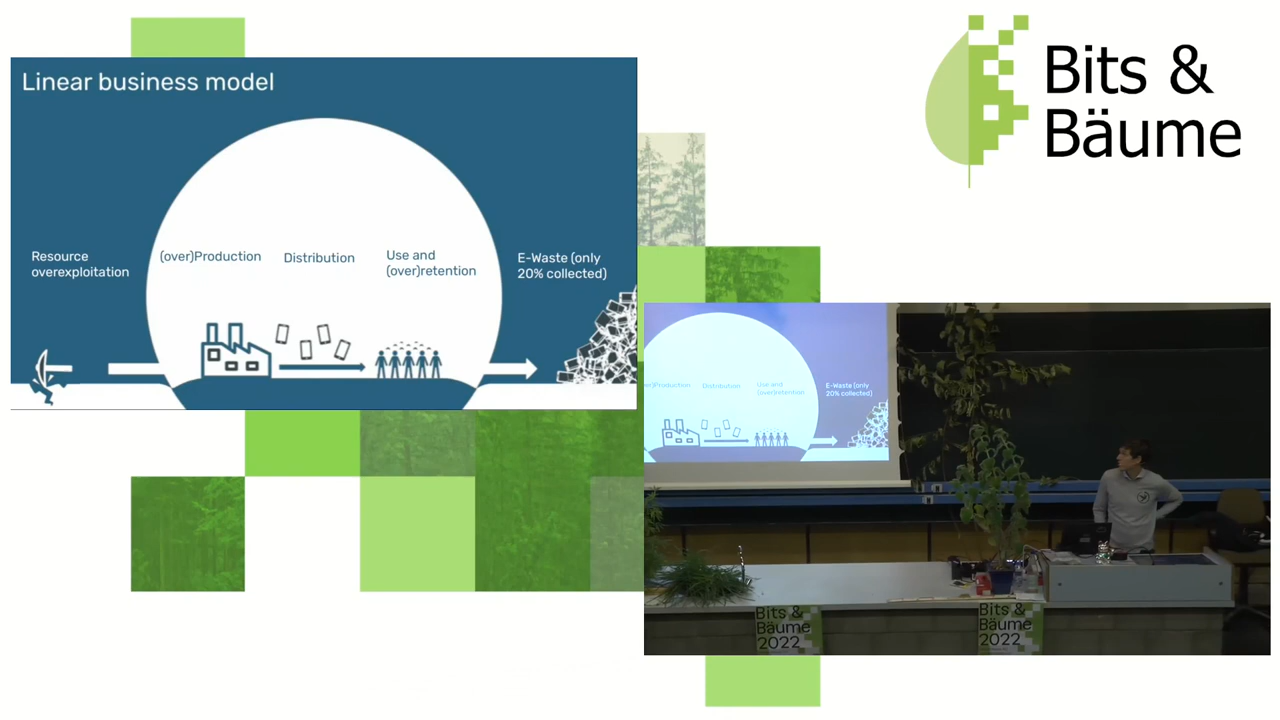 Linear business model
Resource
overexploitation
(over)Production
Distribution
Use and
(over)retention
E-Waste (only
20% collected)
Bits &
Bäume
Production
Distribution
Use and
(over)retention
E-Waste (only
20% collected)
Bits &
Bäume
2022
Bits &
Bäume
2022